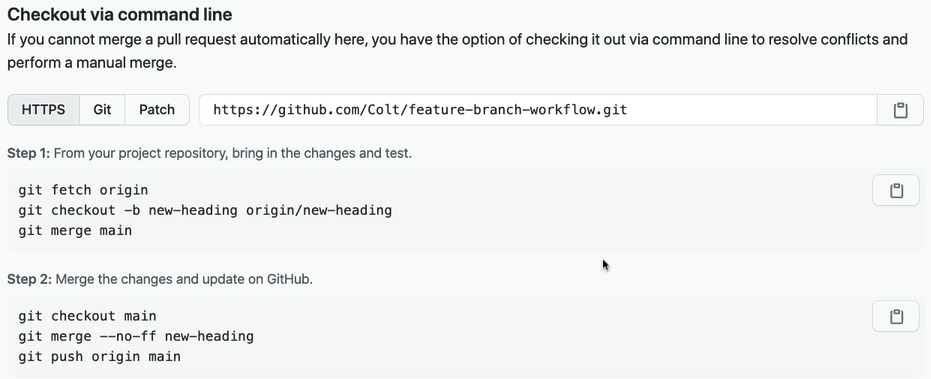 Checkout via command line
If you cannot merge a pull request automatically here, you have the option of checking it out via command line to resolve conflicts and
perform a manual merge.
HTTPS Git Patch https://github.com/Colt/feature-branch-workflow.git
Step 1: From your project repository, bring in the changes and test.
git fetch origin
git checkout -b new-heading origin/new-heading
git merge main
Step 2: Merge the changes and update on GitHub.
git checkout main
git merge --no-ff new-heading
git push origin main